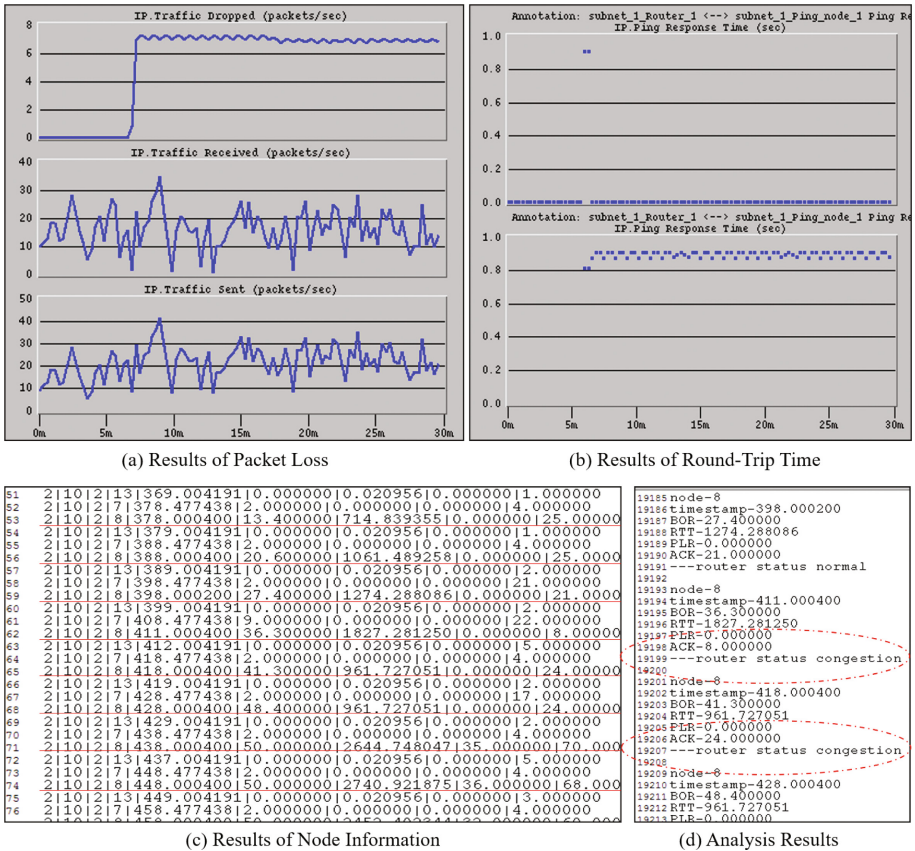 IP.Traffic Dropped (packets/sec)
8
6
4
2
0
IP.Traffic Received (packets/sec)
40
30
20
10
0
IP.Traffic Sent (packets/sec)
50
40
30
20
10
0
0m 5m 10m 15m 20m 25m 30m
(a) Results of Packet Loss
Annotation: subnet_1_Router_1 <--> subnet_1_Ping_node_1 Ping Re
IP.Ping Response Time (sec)
1.0
0.8
0.6
0.4
0.2
0.0
Annotation: subnet_1_Router_1 <--> subnet_1_Ping_node_1 Ping Re
IP.Ping Response Time (sec)
1.0
0.8
0.6
0.4
0.2
0.0
0m 5m 10m 15m 20m 25m 30m
(b) Results of Round-Trip Time
51 2|10|2|13|369.004191|0.000000|0.020956|0.000000|1.000000
52 2|10|2|7|378.477438|2.000000|0.000000|0.000000|4.000000
53 2|10|2|8|378.000400|13.400000|714.839355|0.000000|25.00000
54 2|10|2|13|379.004191|0.000000|0.020956|0.000000|1.000000
55 2|10|2|7|388.477438|2.000000|0.000000|0.000000|4.000000
56 2|10|2|8|388.000400|20.600000|1061.489258|0.000000|25.0000
57 2|10|2|13|389.004191|0.000000|0.020956|0.000000|2.000000
58 2|10|2|7|398.477438|2.000000|0.000000|0.000000|21.000000
59 2|10|2|8|398.000200|27.400000|1274.288086|0.000000|21.0000
60 2|10|2|13|399.004191|0.000000|0.020956|0.000000|2.000000
61 2|10|2|7|408.477438|9.000000|0.000000|0.000000|22.000000
62 2|10|2|8|411.000400|36.300000|1827.281250|0.000000|8.00000
63 2|10|2|13|412.004191|0.000000|0.020956|0.000000|5.000000
64 2|10|2|7|418.477438|2.000000|0.000000|0.000000|4.000000
65 2|10|2|8|418.000400|41.300000|961.727051|0.000000|24.00000
66 2|10|2|13|419.004191|0.000000|0.020956|0.000000|2.000000
67 2|10|2|7|428.477438|2.000000|0.000000|0.000000|17.000000
68 2|10|2|8|428.000400|48.400000|961.727051|0.000000|24.00000
69 2|10|2|13|429.004191|0.000000|0.020956|0.000000|2.000000
70 2|10|2|7|438.477438|2.000000|0.000000|0.000000|4.000000
71 2|10|2|8|438.000400|50.000000|2644.748047|35.000000|70.000
72 2|10|2|13|437.004191|0.000000|0.020956|0.000000|5.000000
73 2|10|2|7|448.477438|2.000000|0.000000|0.000000|4.000000
74 2|10|2|8|448.000400|50.000000|2740.921875|36.000000|68.000
75 2|10|2|13|449.004191|0.000000|0.020956|0.000000|3.000000
76 2|10|2|7|458.477438|2.000000|0.000000|0.000000|4.000000
(c) Results of Node Information
19185 node-8
19186 timestamp-398.000200
19187 BOR-27.400000
19188 RTT-1274.288086
19189 PLR-0.000000
19190 ACK-21.000000
19191 ---router status normal
19192
19193 node-8
19194 timestamp-411.000400
19195 BOR-36.300000
19196 RTT-1827.281250
19197 PLR-0.000000
19198 ACK-8.000000
19199 ---router status congestion
19200
19201 node-8
19202 timestamp-418.000400
19203 BOR-41.300000
19204 RTT-961.727051
19205 PLR-0.000000
19206 ACK-24.000000
19207 ---router status congestion
19208
19209 node-8
19210 timestamp-428.000400
19211 BOR-48.400000
19212 RTT-961.727051
19213 PLR-0.000000
(d) Analysis Results